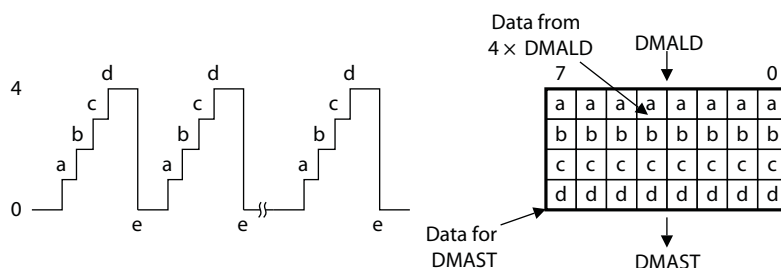 Data from
4 × DMALD
DMALD
7 0
4
d d d
c c c
b b b
a a a
0
e e e
a a a a a a a a
b b b b b b b b
c c c c c c c c
d d d d d d d d
Data for
DMAST
DMAST